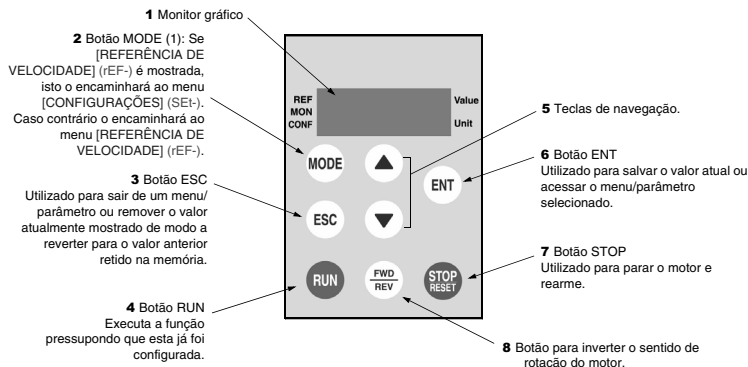 1 Monitor gráfico
2 Botão MODE (1): Se
[REFERÊNCIA DE
VELOCIDADE] (rEF-) é mostrada,
isto o encaminhará ao menu
[CONFIGURAÇÕES] (SEt-).
Caso contrário o encaminhará ao
menu [REFERÊNCIA DE
VELOCIDADE] (rEF-).
3 Botão ESC
Utilizado para sair de um menu/
parâmetro ou remover o valor
atualmente mostrado de modo a
reverter para o valor anterior
retido na memória.
4 Botão RUN
Executa a função
pressupondo que esta já foi
configurada.
REF
MON
CONF
Value
Unit
MODE
ENT
ESC
RUN
FWD
REV
STOP
RESET
5 Teclas de navegação.
6 Botão ENT
Utilizado para salvar o valor atual ou
acessar o menu/parâmetro
selecionado.
7 Botão STOP
Utilizado para parar o motor e
rearme.
8 Botão para inverter o sentido de
rotação do motor.